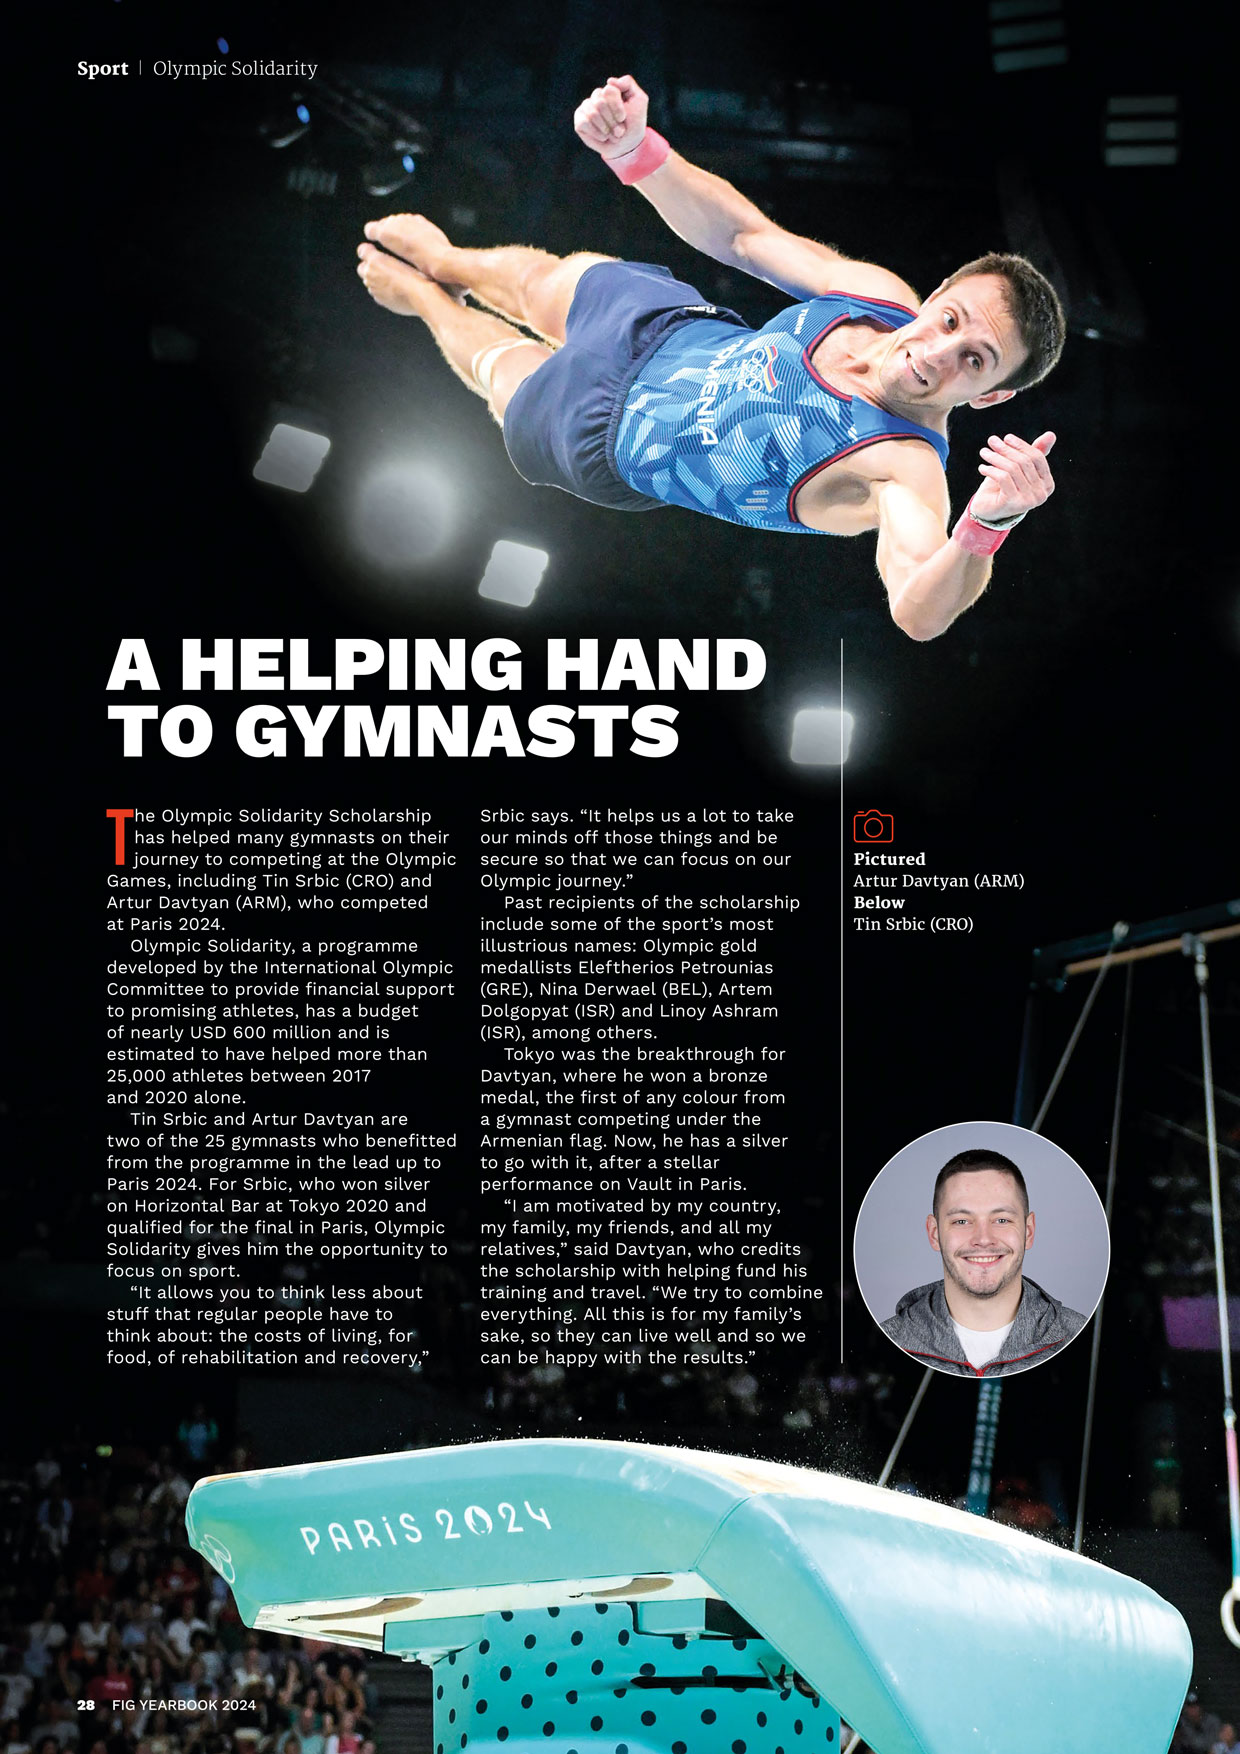 Sport | Olympic Solidarity
A HELPING HAND
TO GYMNASTS
The Olympic Solidarity Scholarship
has helped many gymnasts on their
journey to competing at the Olympic
Games, including Tin Srbic (CRO) and
Artur Davtyan (ARM), who competed
at Paris 2024.
Olympic Solidarity, a programme
developed by the International Olympic
Committee to provide financial support
to promising athletes, has a budget
of nearly USD 600 million and is
estimated to have helped more than
25,000 athletes between 2017
and 2020 alone.
Tin Srbic and Artur Davtyan are
two of the 25 gymnasts who benefitted
from the programme in the lead up to
Paris 2024. For Srbic, who won silver
on Horizontal Bar at Tokyo 2020 and
qualified for the final in Paris, Olympic
Solidarity gives him the opportunity to
focus on sport.
“It allows you to think less about
stuff that regular people have to
think about: the costs of living, for
food, of rehabilitation and recovery,”
Srbic says. “It helps us a lot to take
our minds off those things and be
secure so that we can focus on our
Olympic journey.”
Past recipients of the scholarship
include some of the sport’s most
illustrious names: Olympic gold
medallists Eleftherios Petrounias
(GRE), Nina Derwael (BEL), Artem
Dolgopyat (ISR) and Linoy Ashram
(ISR), among others.
Tokyo was the breakthrough for
Davtyan, where he won a bronze
medal, the first of any colour from
a gymnast competing under the
Armenian flag. Now, he has a silver
to go with it, after a stellar
performance on Vault in Paris.
“I am motivated by my country,
my family, my friends, and all my
relatives,” said Davtyan, who credits
the scholarship with helping fund his
training and travel. “We try to combine
everything. All this is for my family’s
sake, so they can live well and so we
can be happy with the results.”
Pictured
Artur Davtyan (ARM)
Below
Tin Srbic (CRO)
PARIS 2024
28 FIG YEARBOOK 2024